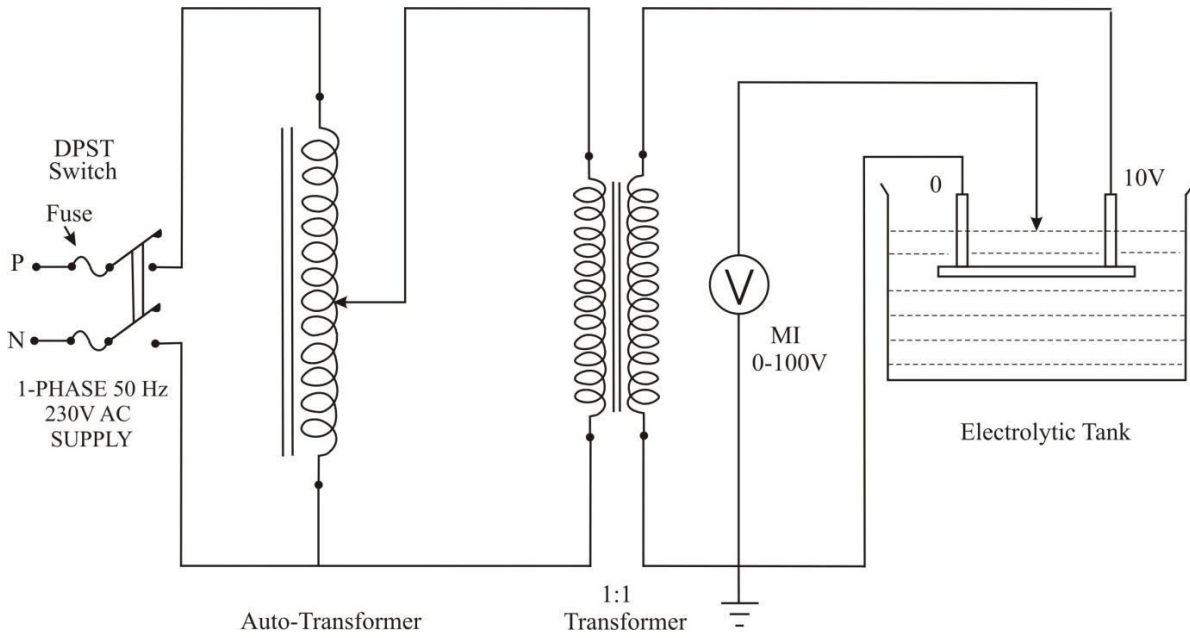 DPST
Switch
Fuse
P
N
1-PHASE 50 Hz
230V AC
SUPPLY
Auto-Transformer
1:1
Transformer
V
MI
0-100V
0
10V
Electrolytic Tank